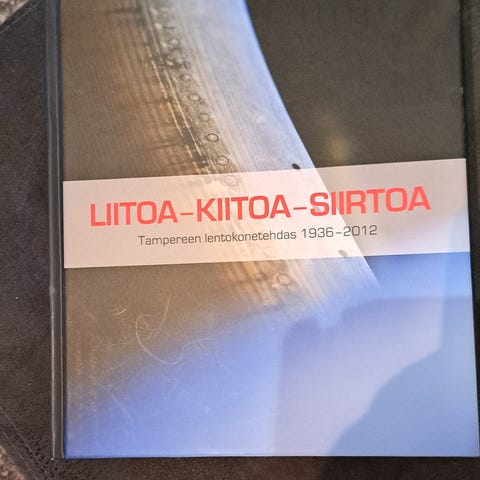 LIITOA–KIITOA–SIIRTOA
Tampereen lentokonetehdas 1936–2012